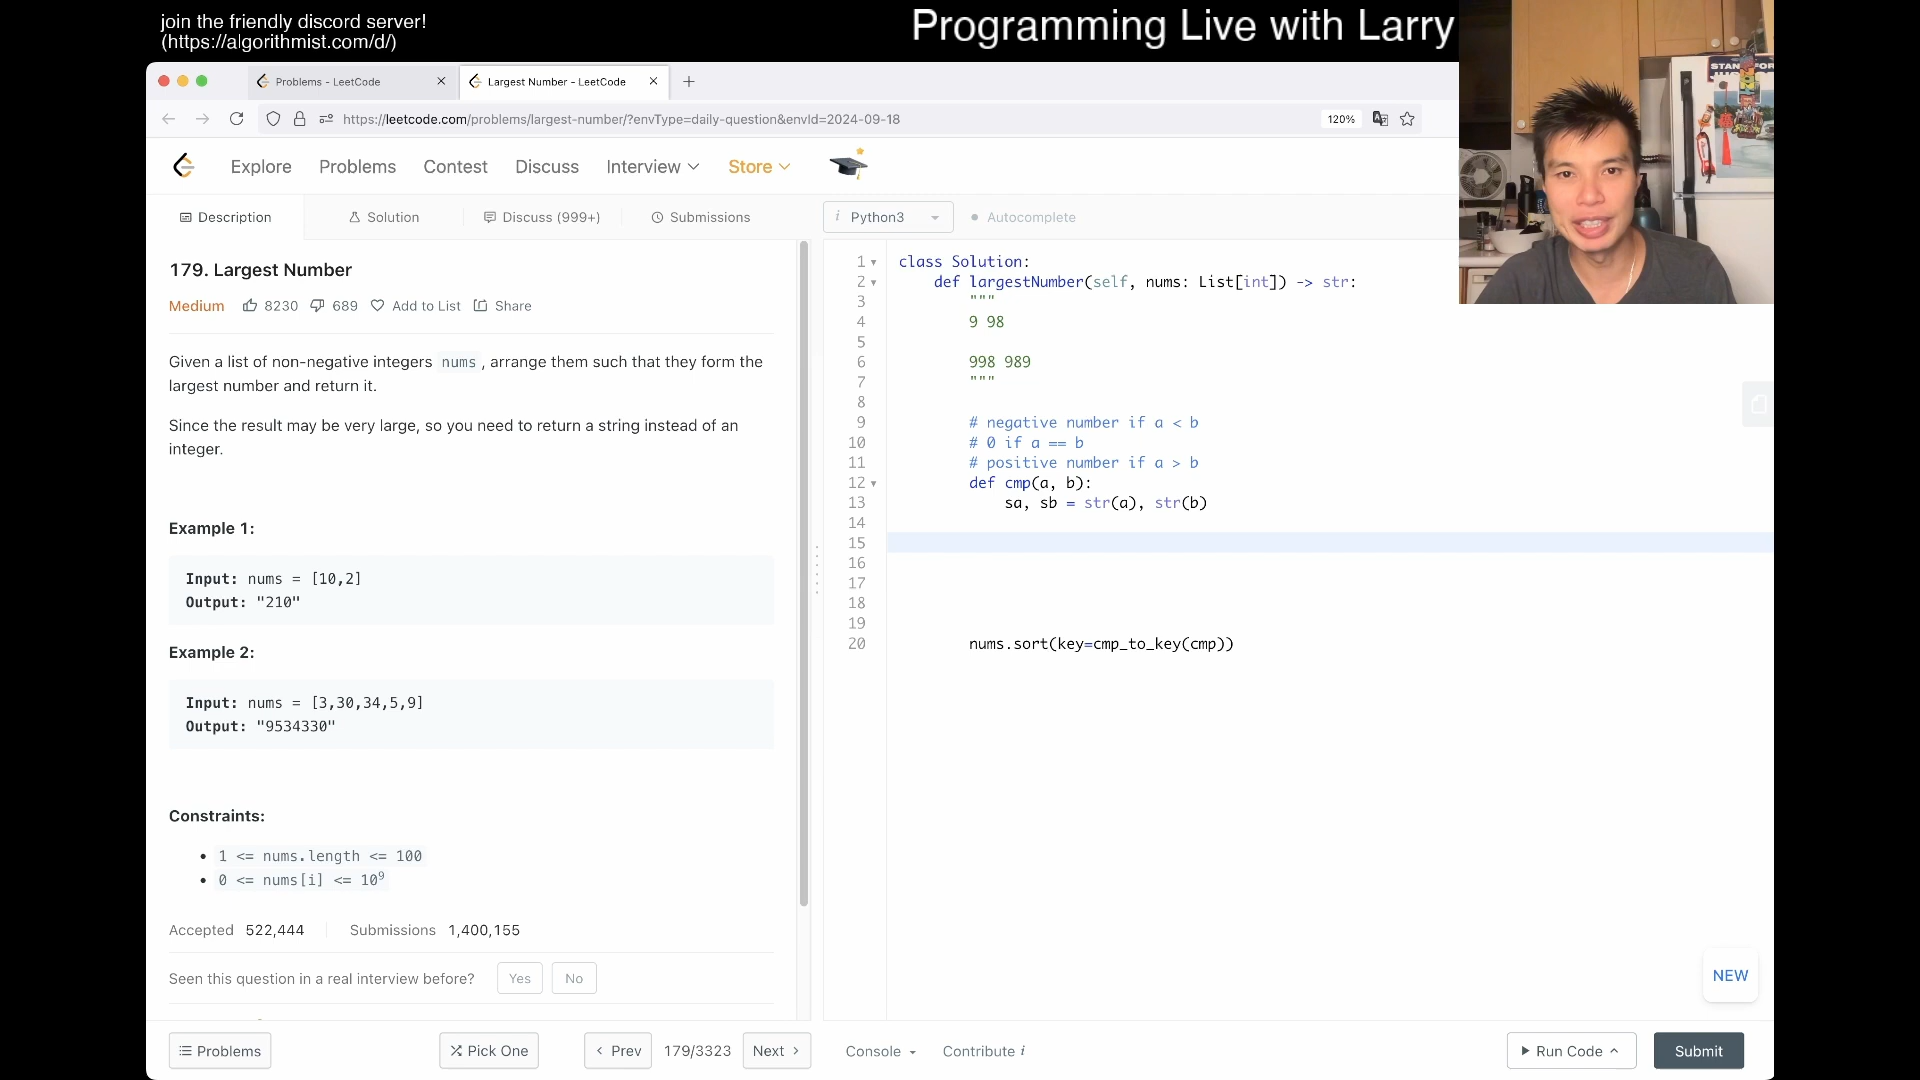 join the friendly discord server!
(https://algorithmist.com/d/)
Programming Live with Larry
Problems - LeetCode
Largest Number - LeetCode
https://leetcode.com/problems/largest-number/?envType=daily-question&envId=2024-09-18
120%
Explore Problems Contest Discuss Interview Store
Description Solution Discuss (999+) Submissions
i Python3 Autocomplete
179. Largest Number
Medium 8230 689 Add to List Share
Given a list of non-negative integers nums, arrange them such that they form the
largest number and return it.
Since the result may be very large, so you need to return a string instead of an
integer.
Example 1:
Input: nums = [10,2]
Output: "210"
Example 2:
Input: nums = [3,30,34,5,9]
Output: "9534330"
Constraints:
• 1 <= nums.length <= 100
• 0 <= nums[i] <= 10⁹
Accepted 522,444 Submissions 1,400,155
Seen this question in a real interview before? Yes No
1 class Solution:
2 def largestNumber(self, nums: List[int]) -> str:
3 """
4 9 98
5
6 998 989
7 """
8
9 # negative number if a < b
10 # 0 if a == b
11 # positive number if a > b
12 def cmp(a, b):
13 sa, sb = str(a), str(b)
14
15
16
17
18
19
20 nums.sort(key=cmp_to_key(cmp))
NEW
Problems Pick One Prev 179/3323 Next Console Contribute i Run Code Submit